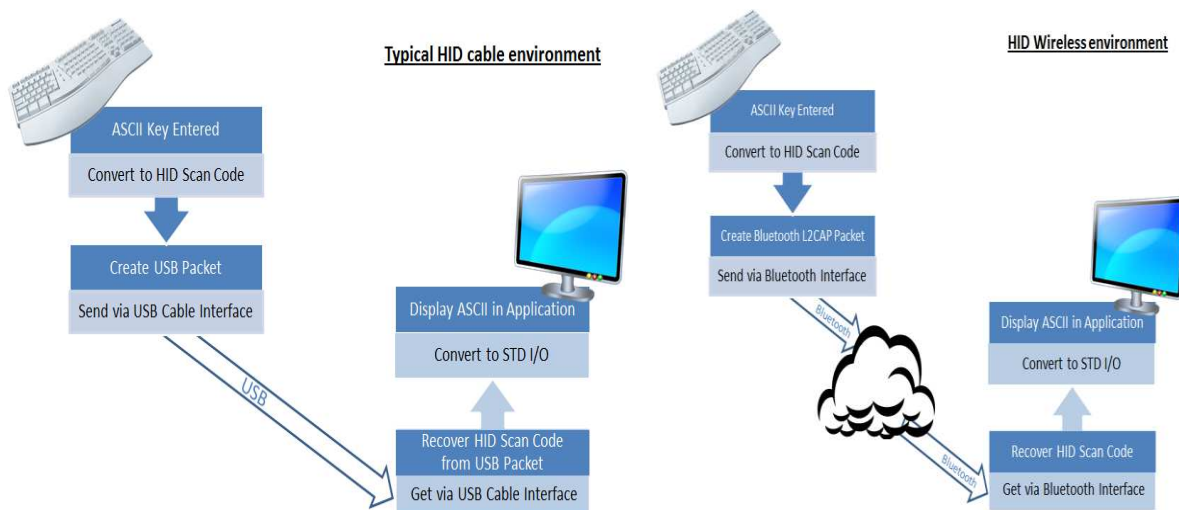 Typical HID cable environment
ASCII Key Entered
Convert to HID Scan Code
Create USB Packet
Send via USB Cable Interface
USB
Display ASCII in Application
Convert to STD I/O
Recover HID Scan Code
from USB Packet
Get via USB Cable Interface
HID Wireless environment
ASCII Key Entered
Convert to HID Scan Code
Create Bluetooth L2CAP Packet
Send via Bluetooth Interface
Bluetooth
Bluetooth
Display ASCII in Application
Convert to STD I/O
Recover HID Scan Code
Get via Bluetooth Interface